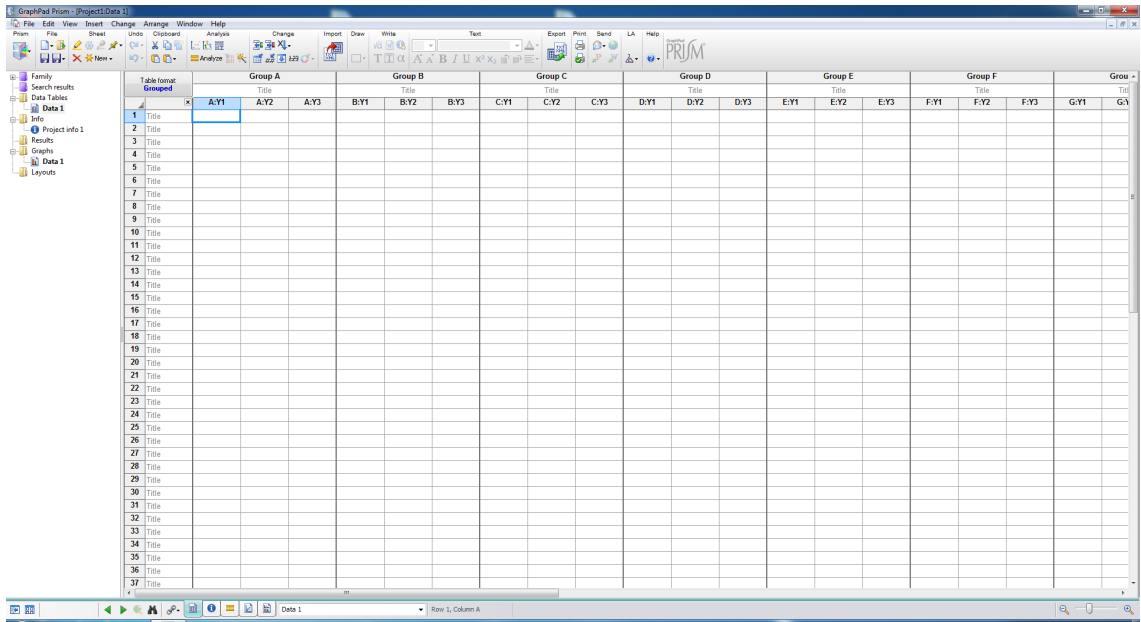 GraphPad Prism - [Project1:Data 1]
File Edit View Insert Change Arrange Window Help
Prism File Sheet Undo Clipboard Analysis Change Import Draw Write Text Export Print Send LA Help
New
Analyze
GraphPad
PRISM
Family
Search results
Data Tables
Data 1
Info
Project info 1
Results
Graphs
Data 1
Layouts
Table format:
Grouped
Group A Group B Group C Group D Group E Group F Grou
Title Title Title Title Title Title Titl
A:Y1 A:Y2 A:Y3 B:Y1 B:Y2 B:Y3 C:Y1 C:Y2 C:Y3 D:Y1 D:Y2 D:Y3 E:Y1 E:Y2 E:Y3 F:Y1 F:Y2 F:Y3 G:Y1 G:Y
1 Title
2 Title
3 Title
4 Title
5 Title
6 Title
7 Title
8 Title
9 Title
10 Title
11 Title
12 Title
13 Title
14 Title
15 Title
16 Title
17 Title
18 Title
19 Title
20 Title
21 Title
22 Title
23 Title
24 Title
25 Title
26 Title
27 Title
28 Title
29 Title
30 Title
31 Title
32 Title
33 Title
34 Title
35 Title
36 Title
37 Title
Data 1 Row 1, Column A